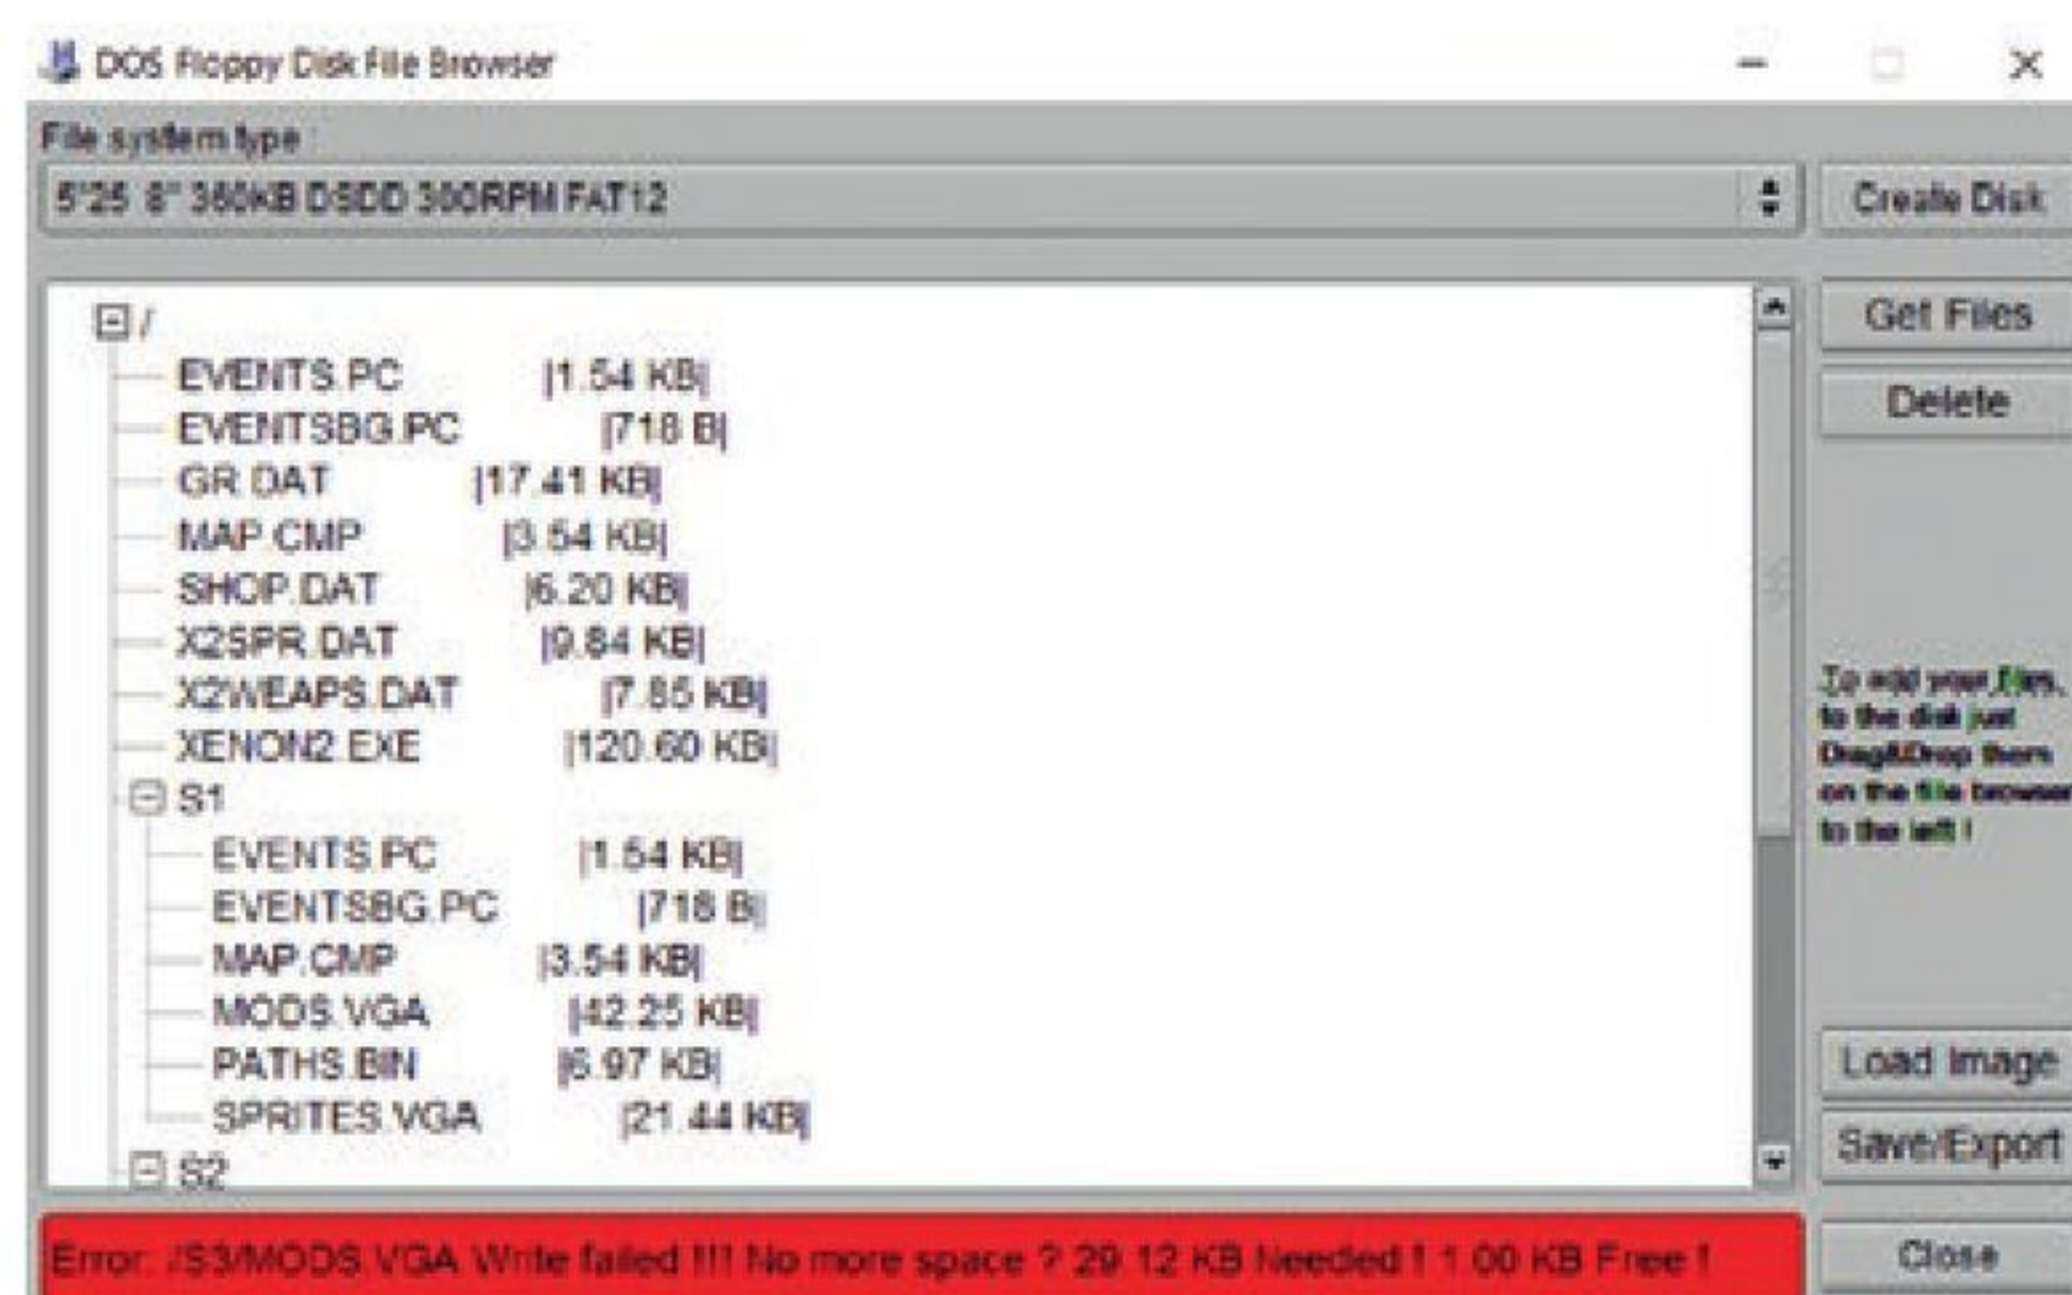 DOS Floppy Disk File Browser
File system type :
5"25 8" 360KB DSDD 300RPM FAT12
Create Disk
/
EVENTS.PC |1.54 KB|
EVENTSBG.PC |718 B|
GR.DAT |17.41 KB|
MAP.CMP |3.54 KB|
SHOP.DAT |6.20 KB|
X2SPR.DAT |9.84 KB|
X2WEAPS.DAT |7.85 KB|
XENON2.EXE |120.60 KB|
S1
EVENTS.PC |1.54 KB|
EVENTSBG.PC |718 B|
MAP.CMP |3.54 KB|
MODS.VGA |42.25 KB|
PATHS.BIN |6.97 KB|
SPRITES.VGA |21.44 KB|
S2
Get Files
Delete
To add your files,
to the disk just
Drag&Drop them
on the file browser
to the left !
Load Image
Save/Export
Error: ./S3/MODS.VGA Write failed !!! No more space ? 29.12 KB Needed ! 1.00 KB Free !
Close